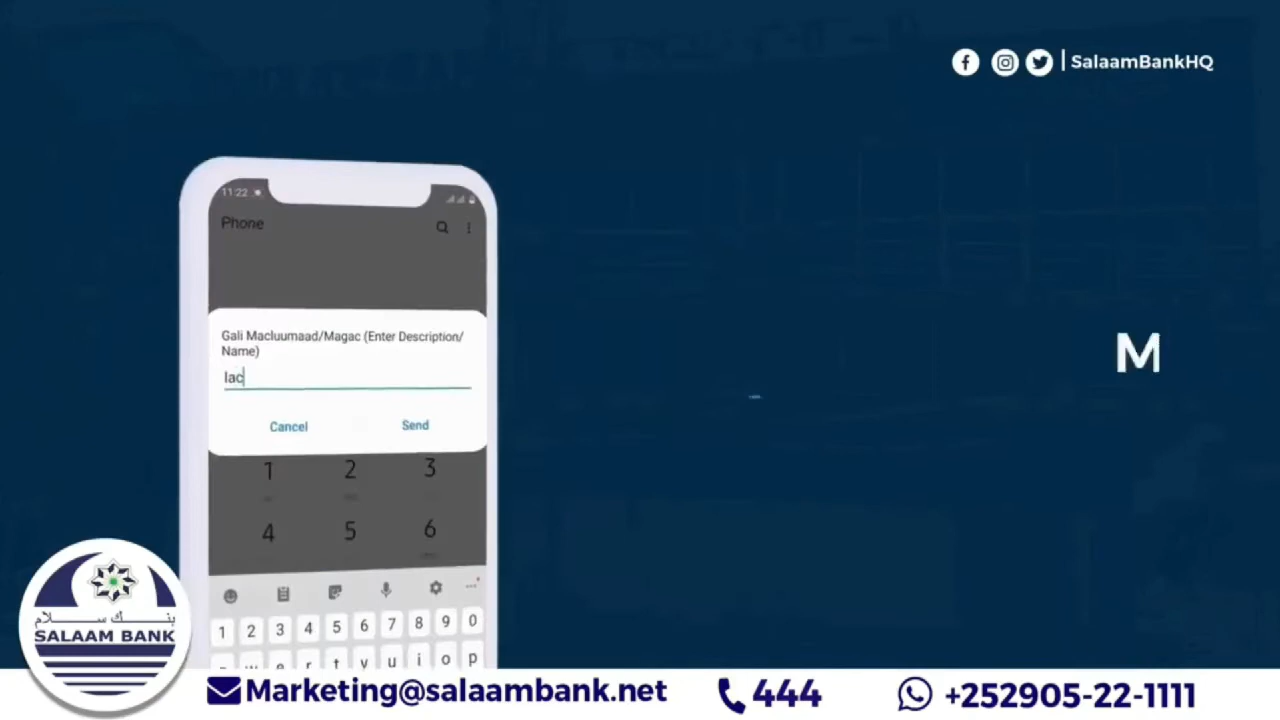 SalaamBankHQ
11:22
Phone
Gali Macluumaad/Magac (Enter Description/
Name)
lac
Cancel Send
M
1 2 3
4 5 6
1 2 3 4 5 6 7 8 9 0
w e r t y u i o p
بنك سلام
SALAAM BANK
Marketing@salaambank.net 444 +252905-22-1111